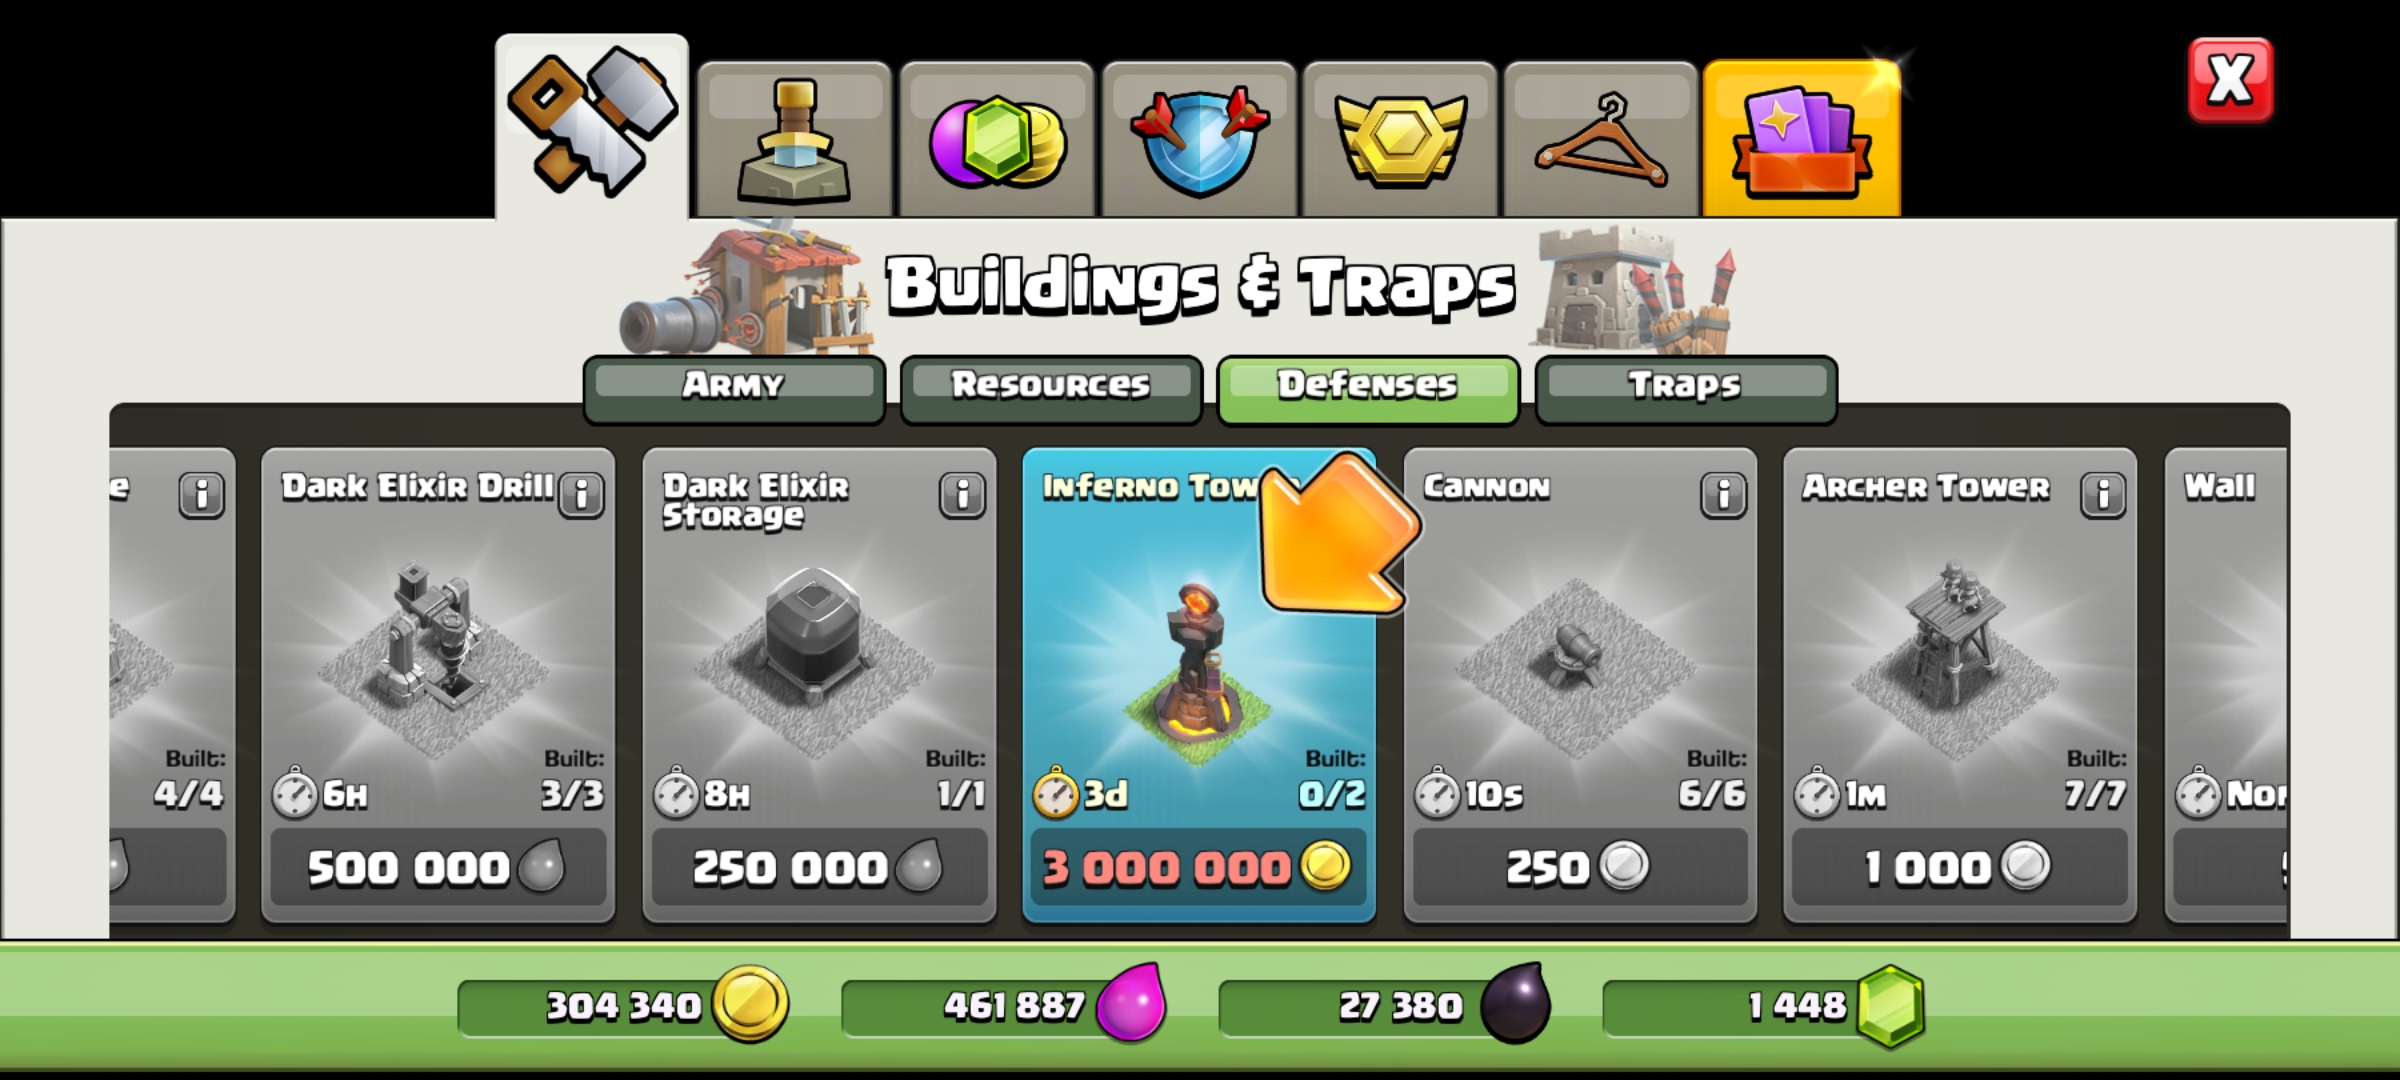 X
Buildings & Traps
Army
Resources
Defenses
Traps
e
i
Built:
4/4
Dark Elixir Drill
i
Built:
6H
3/3
500 000
Dark Elixir
Storage
i
Built:
8H
1/1
250 000
Inferno
Built:
3d
0/2
3 000 000
Cannon
i
Built:
10s
6/6
250
Archer Tower
i
Built:
1M
7/7
1 000
Wall
304 340
461 887
27 380
1 448